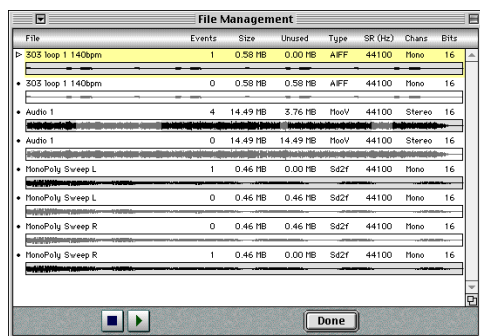 File Management
File Events Size Unused Type SR (Hz) Chans Bits
303 loop 1 140bpm 1 0.58 MB 0.00 MB AIFF 44100 Mono 16
303 loop 1 140bpm 0 0.58 MB 0.58 MB AIFF 44100 Mono 16
Audio 1 4 14.49 MB 3.76 MB MooV 44100 Stereo 16
Audio 1 0 14.49 MB 14.49 MB MooV 44100 Stereo 16
MonoPoly Sweep L 1 0.46 MB 0.00 MB Sd2f 44100 Mono 16
MonoPoly Sweep L 0 0.46 MB 0.46 MB Sd2f 44100 Mono 16
MonoPoly Sweep R 0 0.46 MB 0.46 MB Sd2f 44100 Mono 16
MonoPoly Sweep R 1 0.46 MB 0.00 MB Sd2f 44100 Mono 16
Done